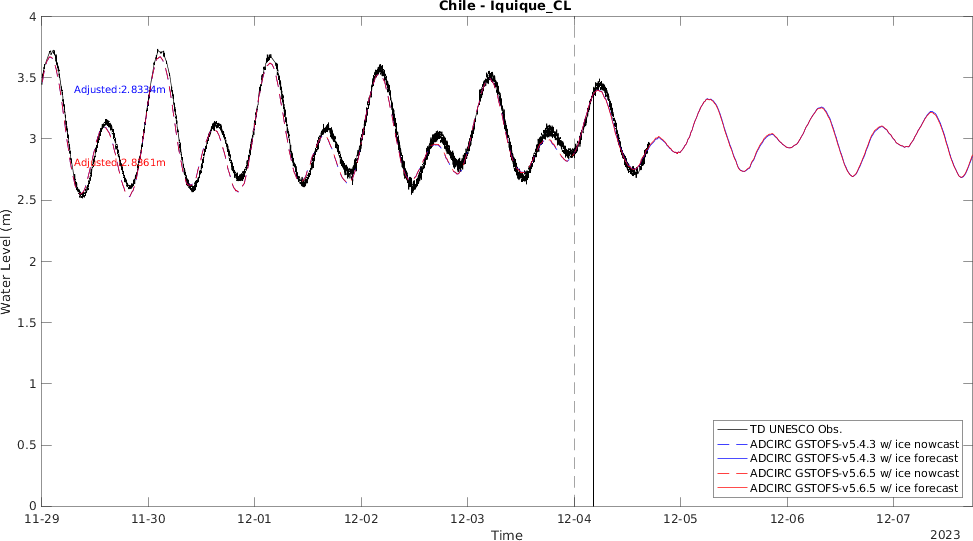 Chile - Iquique_CL
4
3.5
3
2.5
2
1.5
1
0.5
0
Water Level (m)
Adjusted:2.8334m
Adjusted:2.8361m
TD UNESCO Obs.
ADCIRC GSTOFS-v5.4.3 w/ ice nowcast
ADCIRC GSTOFS-v5.4.3 w/ ice forecast
ADCIRC GSTOFS-v5.6.5 w/ ice nowcast
ADCIRC GSTOFS-v5.6.5 w/ ice forecast
11-29 11-30 12-01 12-02 12-03 12-04 12-05 12-06 12-07
Time
2023